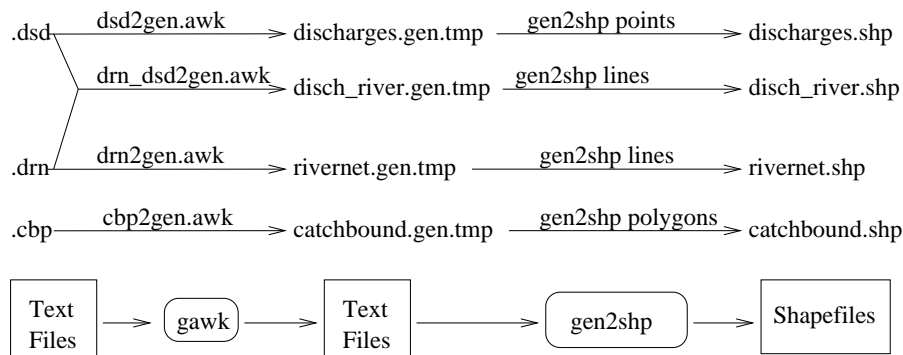 .dsd dsd2gen.awk discharges.gen.tmp gen2shp points discharges.shp
drn_dsd2gen.awk disch_river.gen.tmp gen2shp lines disch_river.shp
.drn drn2gen.awk rivernet.gen.tmp gen2shp lines rivernet.shp
.cbp cbp2gen.awk catchbound.gen.tmp gen2shp polygons catchbound.shp
Text Files gawk Text Files gen2shp Shapefiles